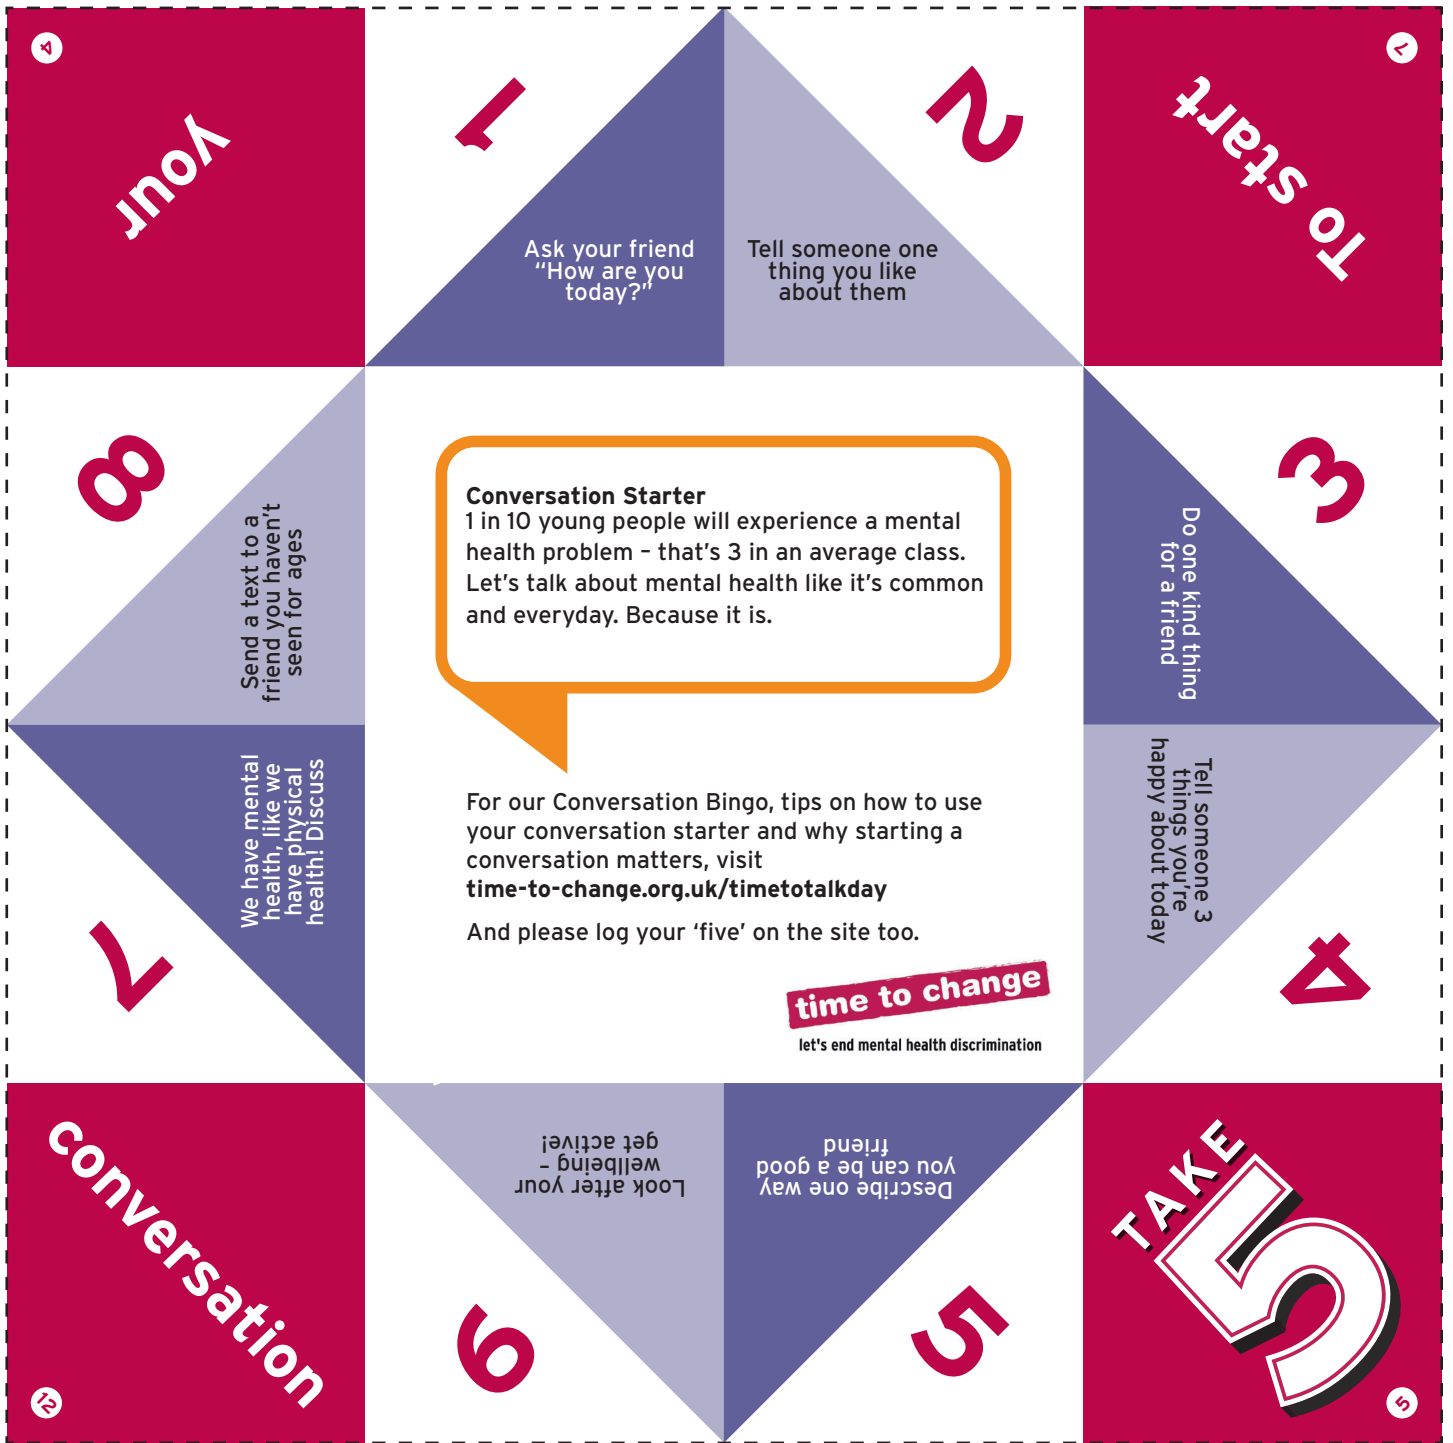 4
your
1
2
7
To start
Ask your friend
“How are you
today?”
Tell someone one
thing you like
about them
8
Send a text to a
friend you haven’t
seen for ages
Conversation Starter
1 in 10 young people will experience a mental
health problem – that’s 3 in an average class.
Let’s talk about mental health like it’s common
and everyday. Because it is.
3
Do one kind thing
for a friend
We have mental
health, like we
have physical
health! Discuss
7
For our Conversation Bingo, tips on how to use
your conversation starter and why starting a
conversation matters, visit
time-to-change.org.uk/timetotalkday
And please log your ‘five’ on the site too.
time to change
let's end mental health discrimination
Tell someone 3
things you’re
happy about today
4
conversation
12
Look after your
wellbeing –
get active!
6
Describe one way
you can be a good
friend
5
TAKE
5
5